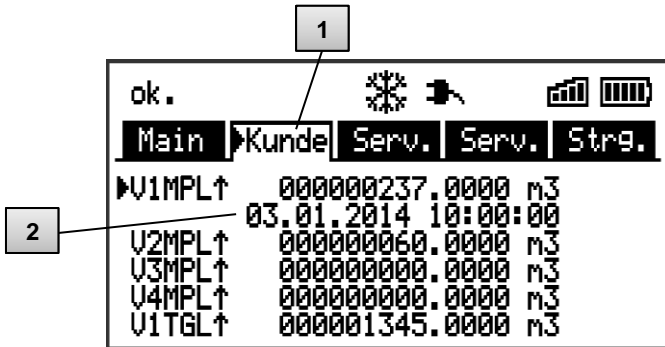 1
ok.
Main Kunde Serv. Serv. Strg.
V1MPL↑ 000000237.0000 m3
2
03.01.2014 10:00:00
V2MPL↑ 000000060.0000 m3
V3MPL↑ 000000000.0000 m3
V4MPL↑ 000000000.0000 m3
V1TGL↑ 000001345.0000 m3